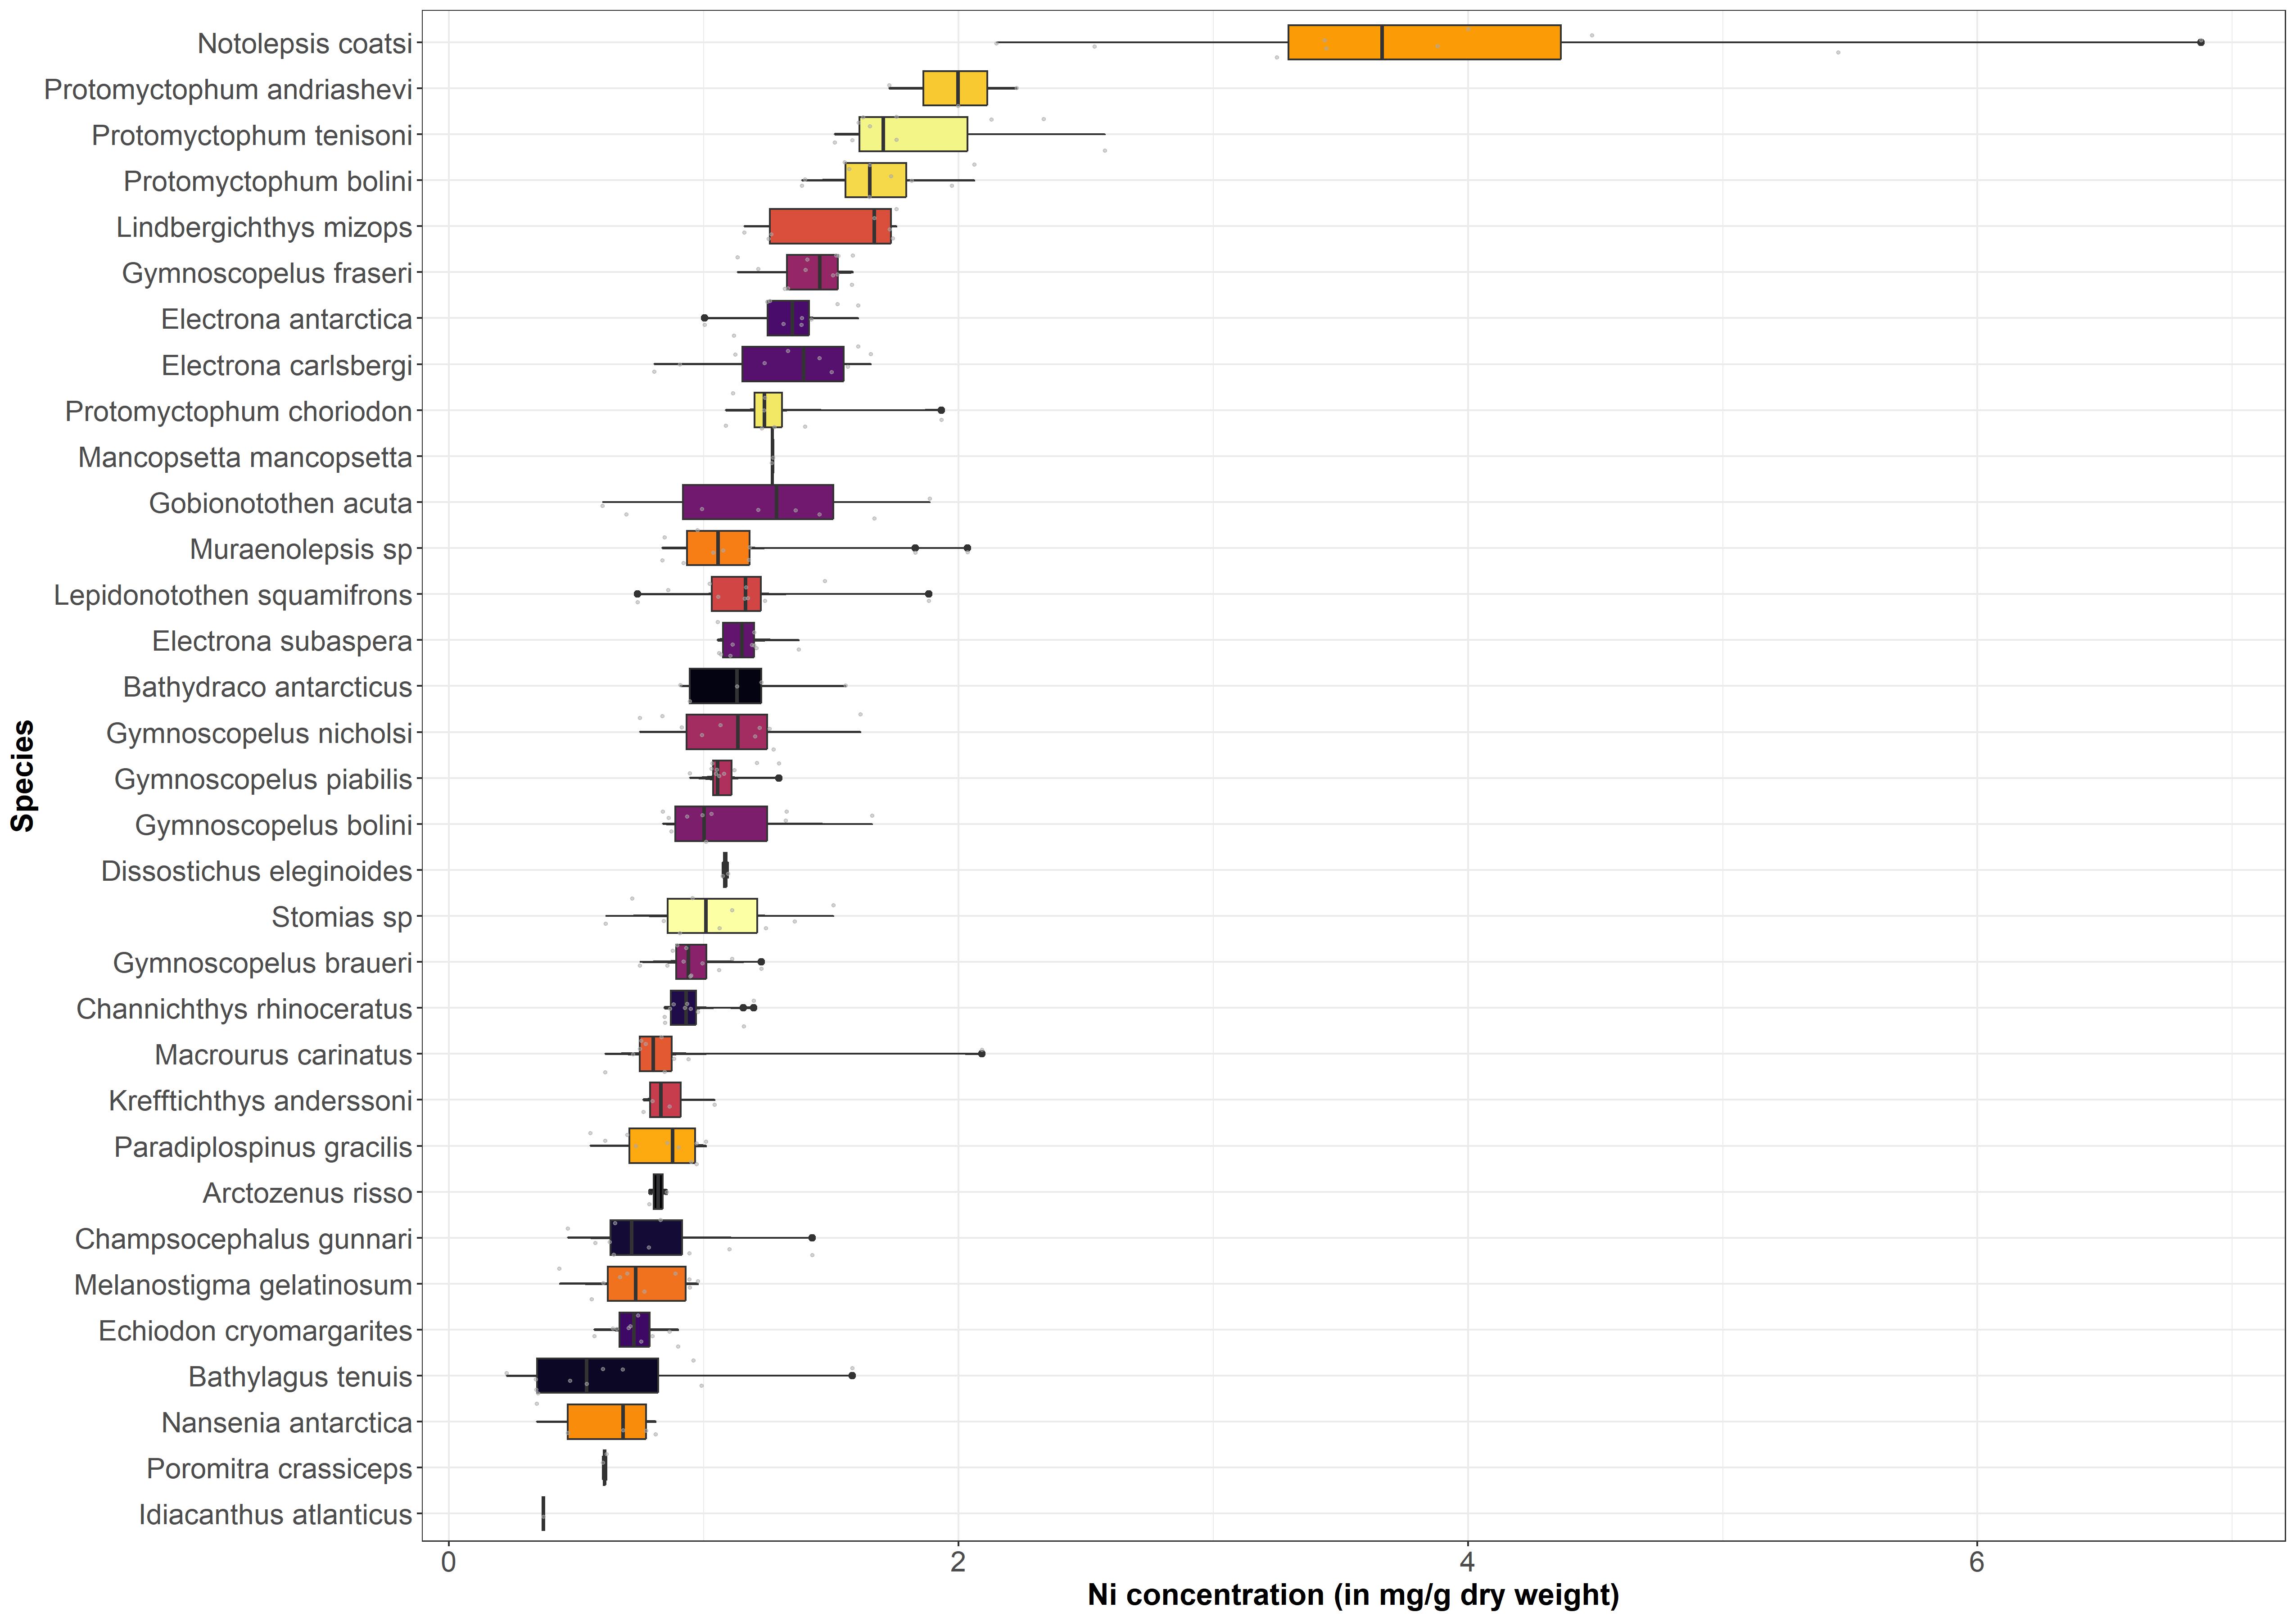 Notolepsis coatsi
Protomyctophum andriashevi
Protomyctophum tenisoni
Protomyctophum bolini
Lindbergichthys mizops
Gymnoscopelus fraseri
Electrona antarctica
Electrona carlsbergi
Protomyctophum choriodon
Mancopsetta mancopsetta
Gobionotothen acuta
Muraenolepsis sp
Lepidonotothen squamifrons
Electrona subaspera
Bathydraco antarcticus
Gymnoscopelus nicholsi
Gymnoscopelus piabilis
Gymnoscopelus bolini
Dissostichus eleginoides
Stomias sp
Gymnoscopelus braueri
Channichthys rhinoceratus
Macrourus carinatus
Krefftichthys anderssoni
Paradiplospinus gracilis
Arctozenus risso
Champsocephalus gunnari
Melanostigma gelatinosum
Echiodon cryomargarites
Bathylagus tenuis
Nansenia antarctica
Poromitra crassiceps
Idiacanthus atlanticus
Species
0 2 4 6
Ni concentration (in mg/g dry weight)